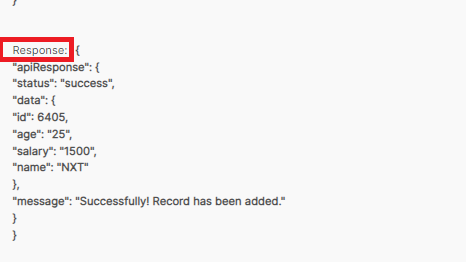 }
Response: {
"apiResponse": {
"status": "success",
"data": {
"id": 6405,
"age": "25",
"salary": "1500",
"name": "NXT"
},
"message": "Successfully! Record has been added."
}
}